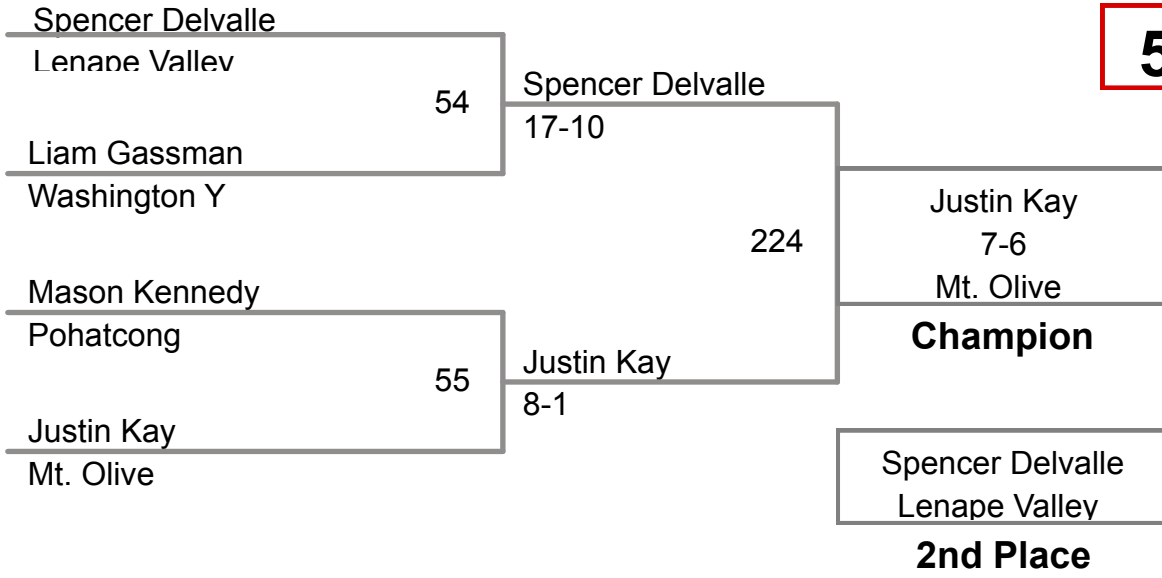 Spencer Delvalle
Lenape Valley
54
Liam Gassman
Washington Y
Spencer Delvalle
17-10
224
Mason Kennedy
Pohatcong
55
Justin Kay
Mt. Olive
Justin Kay
8-1
5
Justin Kay
7-6
Mt. Olive
Champion
Spencer Delvalle
Lenape Valley
2nd Place